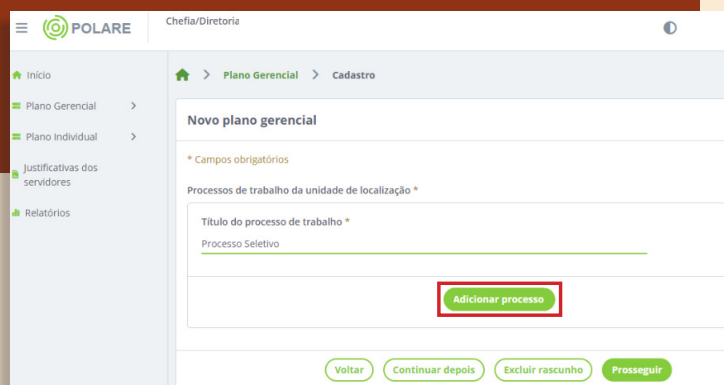 POLARE
Chefia/Diretoria
Início
Plano Gerencial
Plano Individual
Justificativas dos
servidores
Relatórios
> Plano Gerencial > Cadastro
Novo plano gerencial
* Campos obrigatórios
Processos de trabalho da unidade de localização *
Título do processo de trabalho *
Processo Seletivo
Adicionar processo
Voltar
Continuar depois
Excluir rascunho
Prosseguir